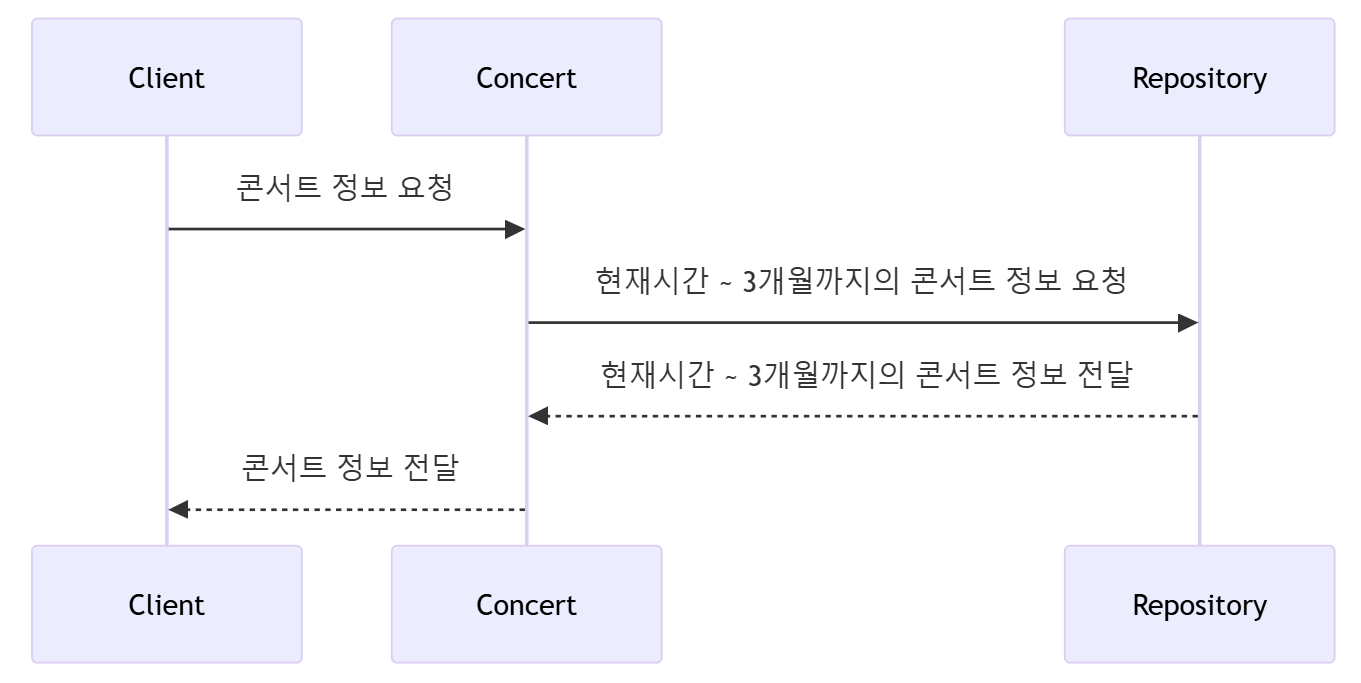 Client
Concert
Repository
콘서트 정보 요청
현재시간 ~ 3개월까지의 콘서트 정보 요청
현재시간 ~ 3개월까지의 콘서트 정보 전달
콘서트 정보 전달
Client
Concert
Repository